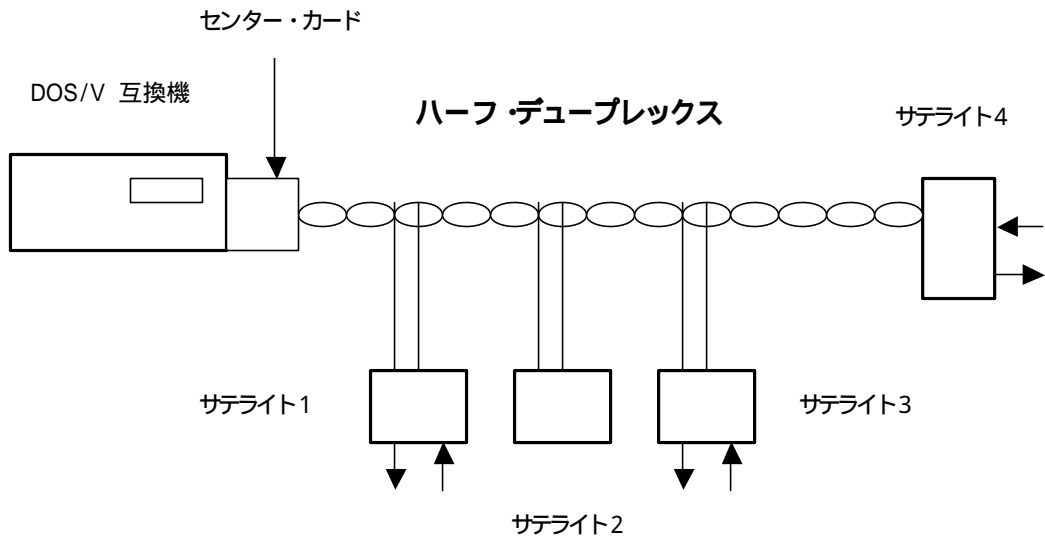 センター・カード
DOS/V 互換機
ハーフ・デュープレックス
サテライト4
サテライト1
サテライト3
サテライト2